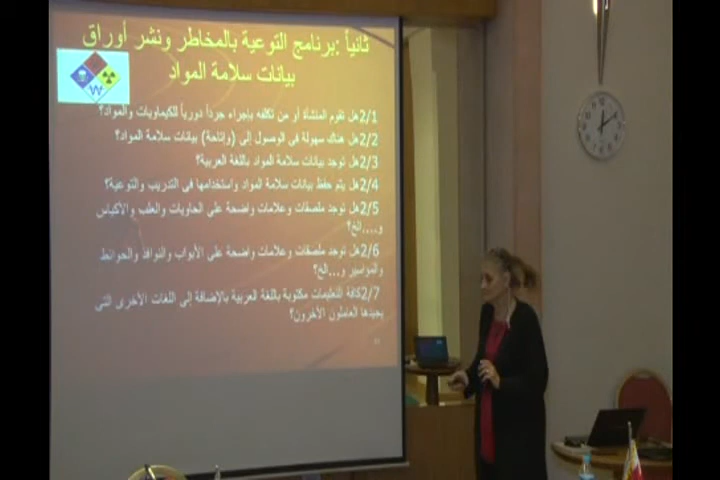 ثانياً :برنامج التوعية بالمخاطر ونشر أوراق
بيانات سلامة المواد
W
2/1هل تقوم المنشأة أو من تكلفه بإجراء جرداً دورياً للكيماويات والمواد؟
2/2هل هناك سهولة فى الوصول إلى (وإتاحة) بيانات سلامة المواد؟
2/3هل توجد بيانات سلامة المواد باللغة العربية؟
2/4هل يتم حفظ بيانات سلامة المواد واستخدامها فى التدريب والتوعية؟
2/5هل توجد ملصقات وعلامات واضحة على الحاويات والعلب والأكياس
و....الخ؟
2/6هل توجد ملصقات وعلامات واضحة على الأبواب والنوافذ والحوائط
والمواسير و...الخ؟
2/7كافة التعليمات مكتوبة باللغة العربية بالإضافة إلى اللغات الأخرى التى
يجيدها العاملون الآخرون؟